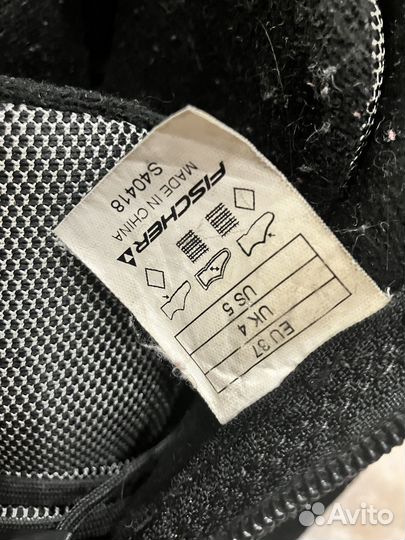 FISCHER
MADE IN CHINA
S40418
EU 37
UK 4
US 5
Avito